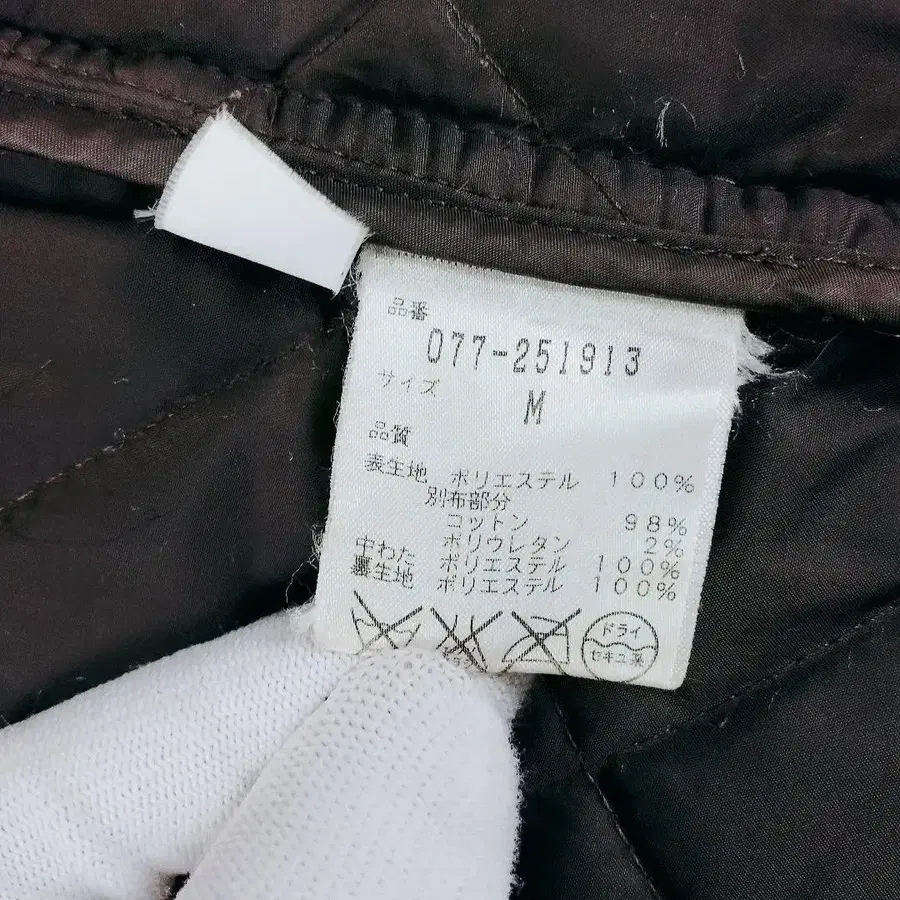 品番
077-251913
サイズ
M
品質
表生地 ポリエステル 100%
別布部分
コットン 98%
ポリウレタン 2%
中わた ポリエステル 100%
裏生地 ポリエステル 100%
ドライ
セキユ系